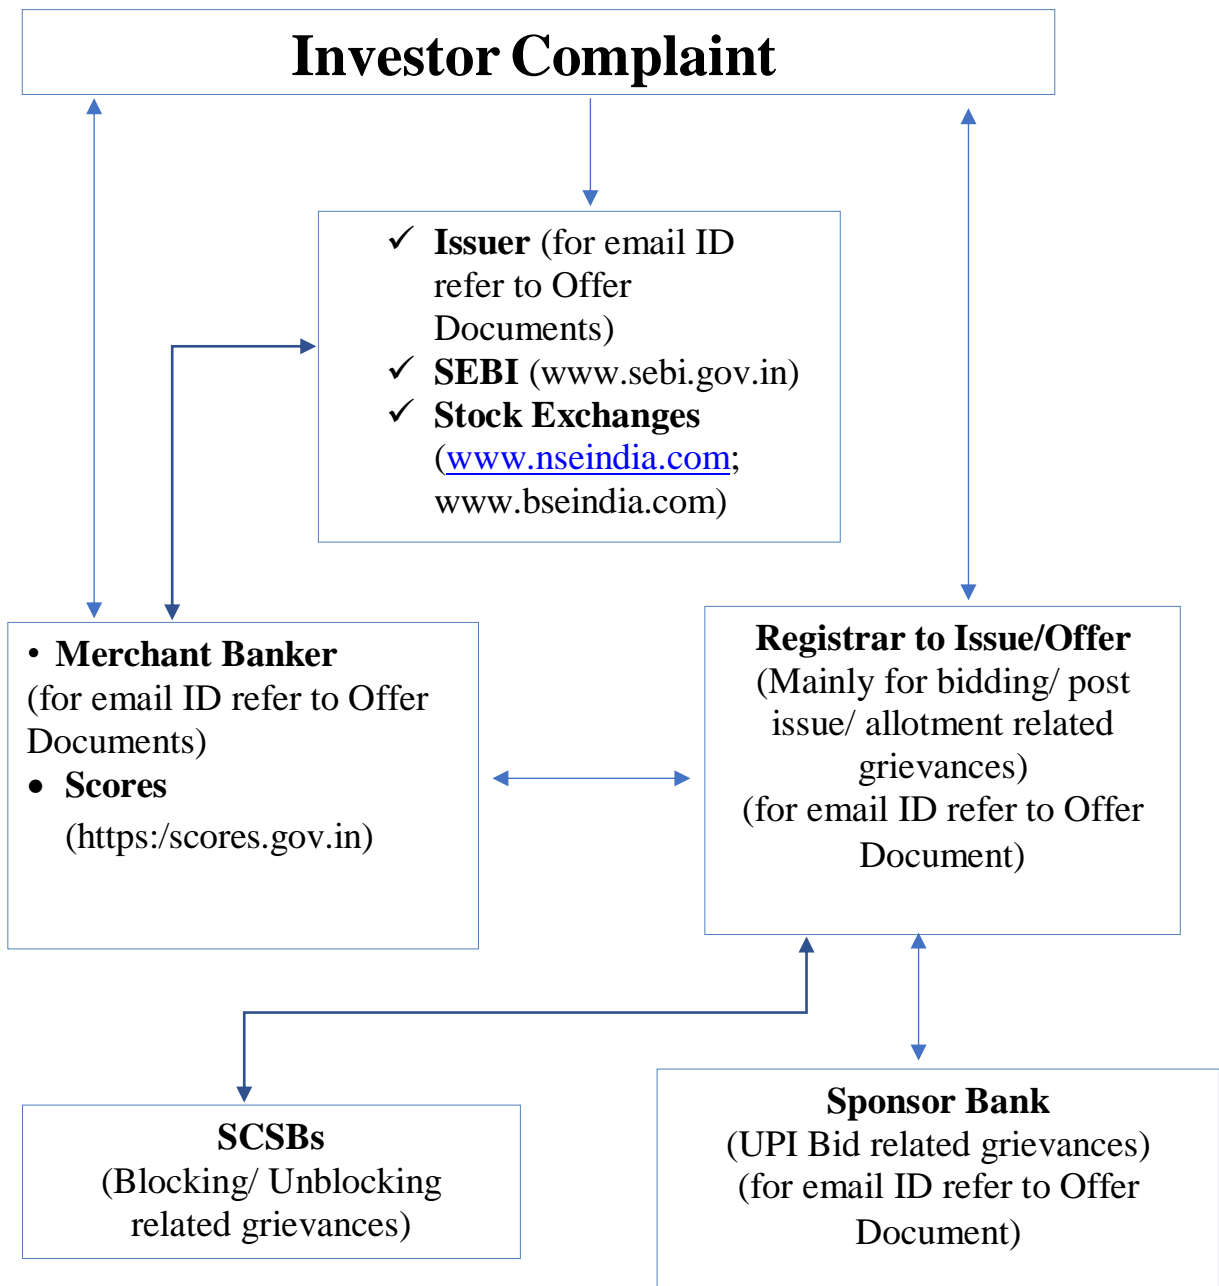 Investor Complaint
✓ Issuer (for email ID
refer to Offer
Documents)
✓ SEBI (www.sebi.gov.in)
✓ Stock Exchanges
(www.nseindia.com;
www.bseindia.com)
• Merchant Banker
(for email ID refer to Offer
Documents)
• Scores
(https:/scores.gov.in)
Registrar to Issue/Offer
(Mainly for bidding/ post
issue/ allotment related
grievances)
(for email ID refer to Offer
Document)
SCSBs
(Blocking/ Unblocking
related grievances)
Sponsor Bank
(UPI Bid related grievances)
(for email ID refer to Offer
Document)